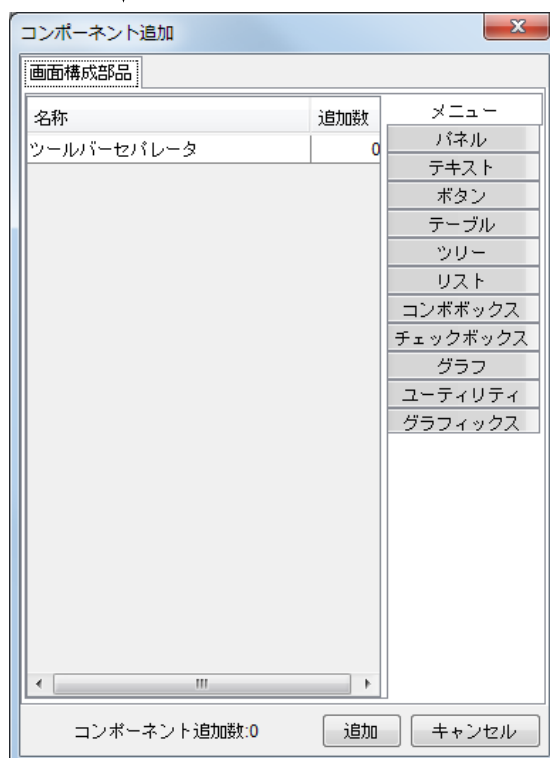 コンポーネント追加
画面構成部品
名称 追加数
ツールバーセパレータ 0
メニュー
パネル
テキスト
ボタン
テーブル
ツリー
リスト
コンボボックス
チェックボックス
グラフ
ユーティリティ
グラフィックス
コンポーネント追加数:0 追加 キャンセル